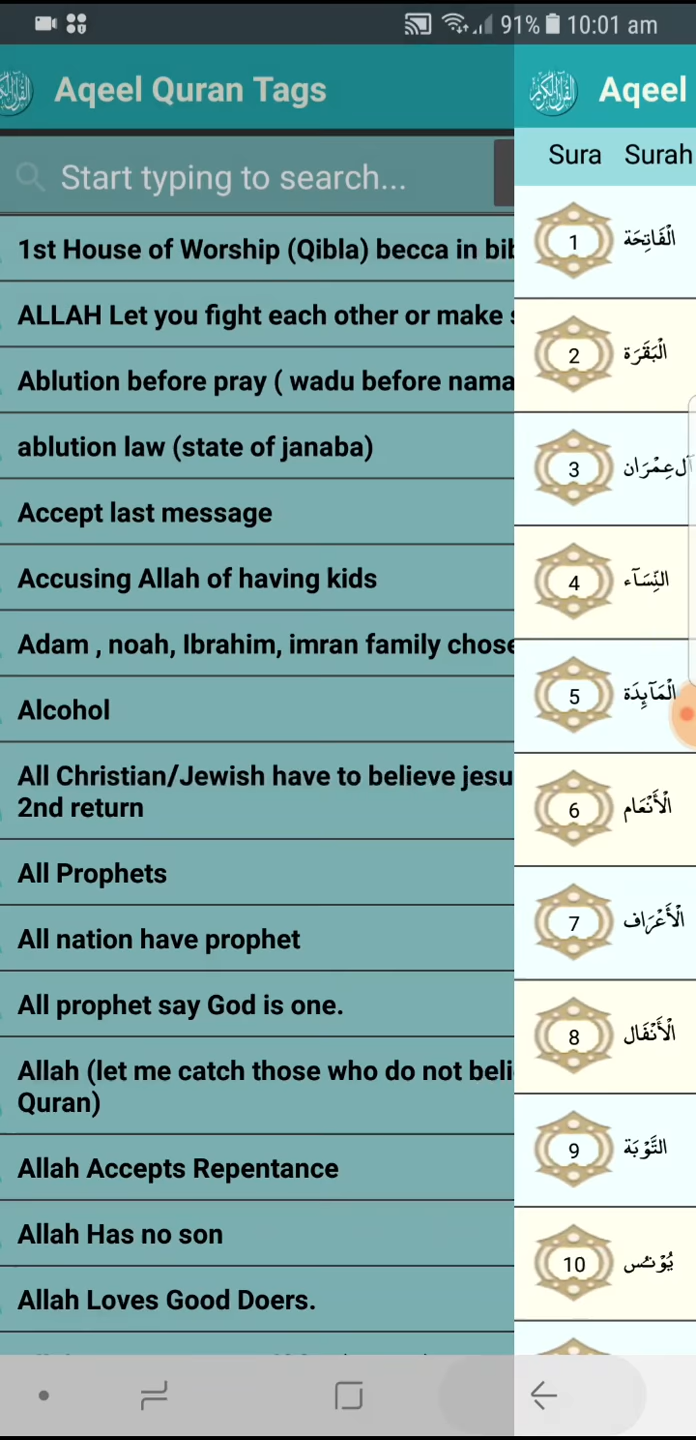 91% 10:01 am
Aqeel Quran Tags
Start typing to search...
1st House of Worship (Qibla) becca in bib
ALLAH Let you fight each other or make s
Ablution before pray ( wadu before nama
ablution law (state of janaba)
Accept last message
Accusing Allah of having kids
Adam , noah, Ibrahim, imran family chose
Alcohol
All Christian/Jewish have to believe jesu
2nd return
All Prophets
All nation have prophet
All prophet say God is one.
Allah (let me catch those who do not beli
Quran)
Allah Accepts Repentance
Allah Has no son
Allah Loves Good Doers.
Aqeel
Sura Surah
1 الْفَاتِحَة
2 الْبَقَرَة
3 آل عِمْرَان
4 النِّسَآء
5 الْمَآئِدَة
6 الْأَنْعَام
7 الْأَعْرَاف
8 الْأَنْفَال
9 التَّوْبَة
10 يُوْنـُس